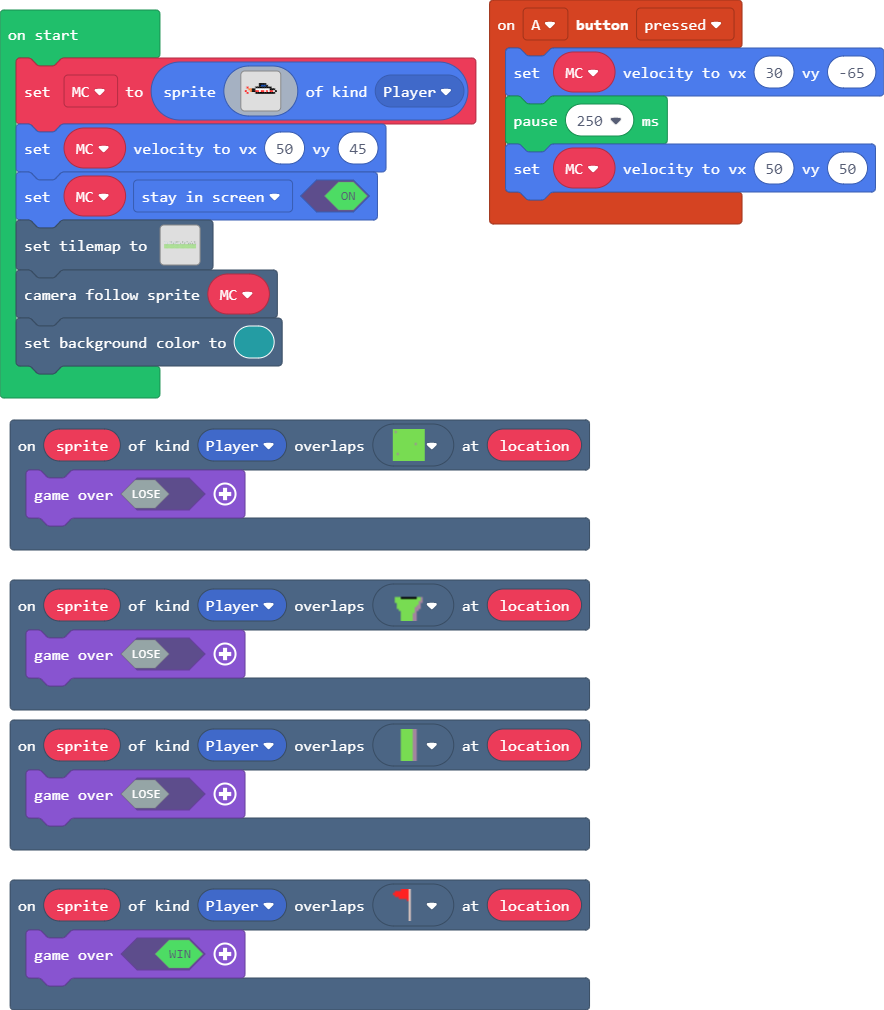 on start
set MC to sprite of kind Player
set MC velocity to vx 50 vy 45
set MC stay in screen ON
set tilemap to
camera follow sprite MC
set background color to
on A button pressed
set MC velocity to vx 30 vy -65
pause 250 ms
set MC velocity to vx 50 vy 50
on sprite of kind Player overlaps at location
game over LOSE
on sprite of kind Player overlaps at location
game over LOSE
on sprite of kind Player overlaps at location
game over LOSE
on sprite of kind Player overlaps at location
game over WIN